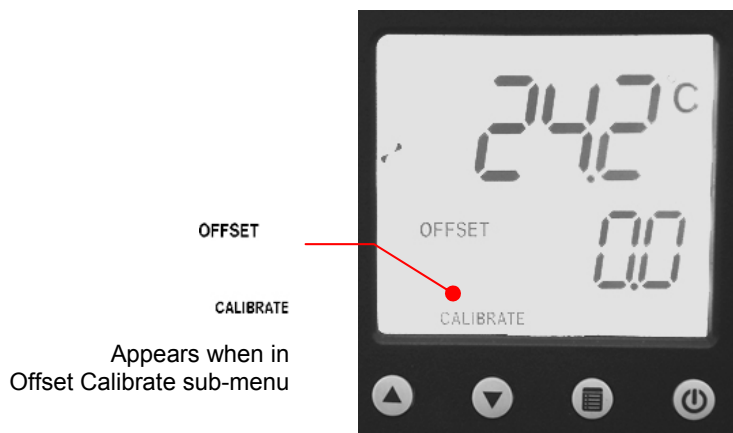 24.2 °C
OFFSET
OFFSET
0.0
CALIBRATE
CALIBRATE
Appears when in
Offset Calibrate sub-menu